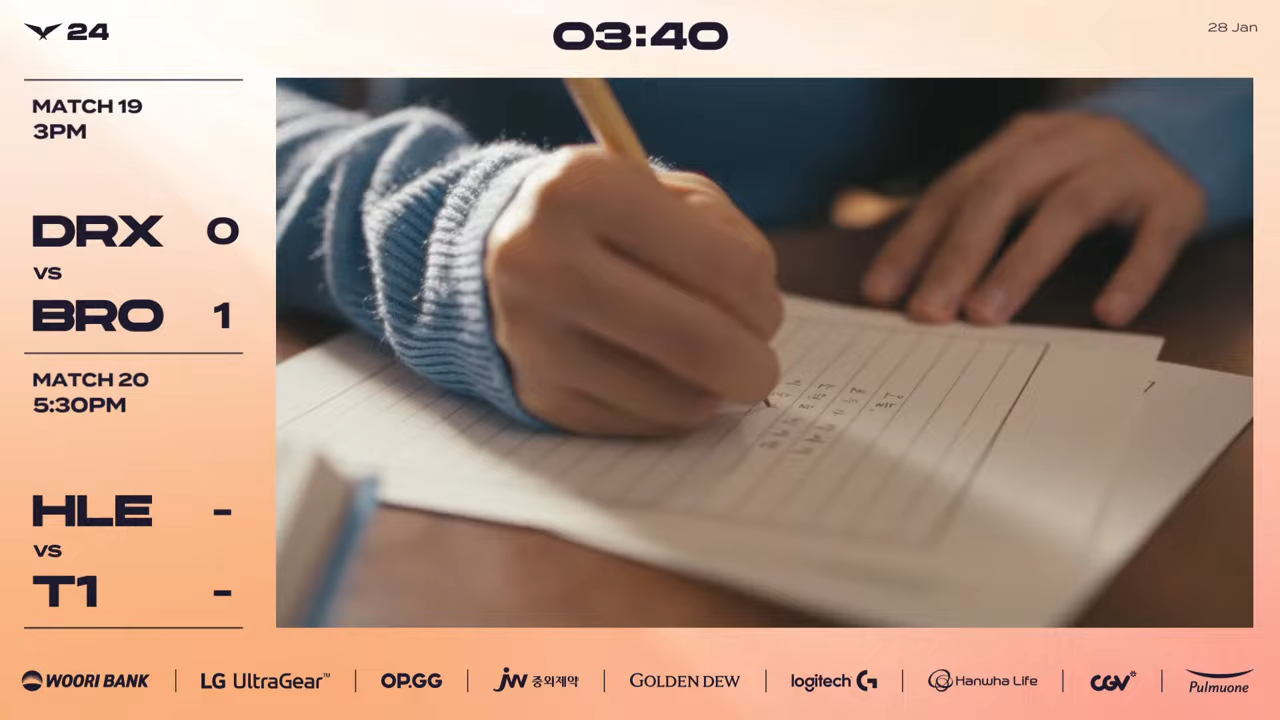 24
03:40
28 Jan
MATCH 19
3PM
DRX 0
VS
BRO 1
MATCH 20
5:30PM
HLE -
VS
T1 -
WOORI BANK
LG UltraGear™
OP.GG
jw 중외제약
GOLDEN DEW
logitech G
Hanwha Life
CGV
Pulmuone